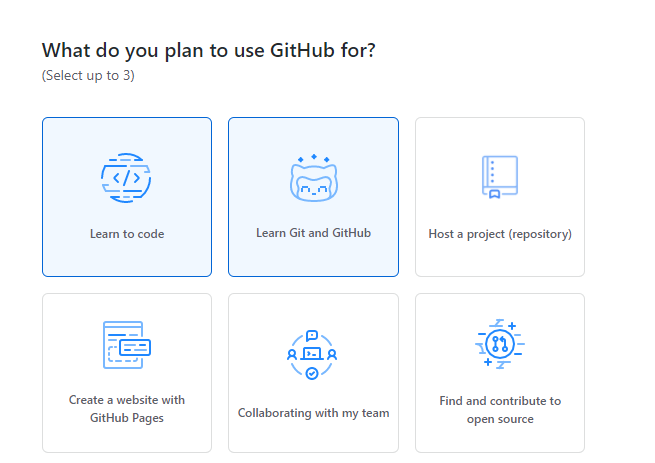 What do you plan to use GitHub for?
(Select up to 3)
Learn to code
Learn Git and GitHub
Host a project (repository)
Create a website with
GitHub Pages
Collaborating with my team
Find and contribute to
open source